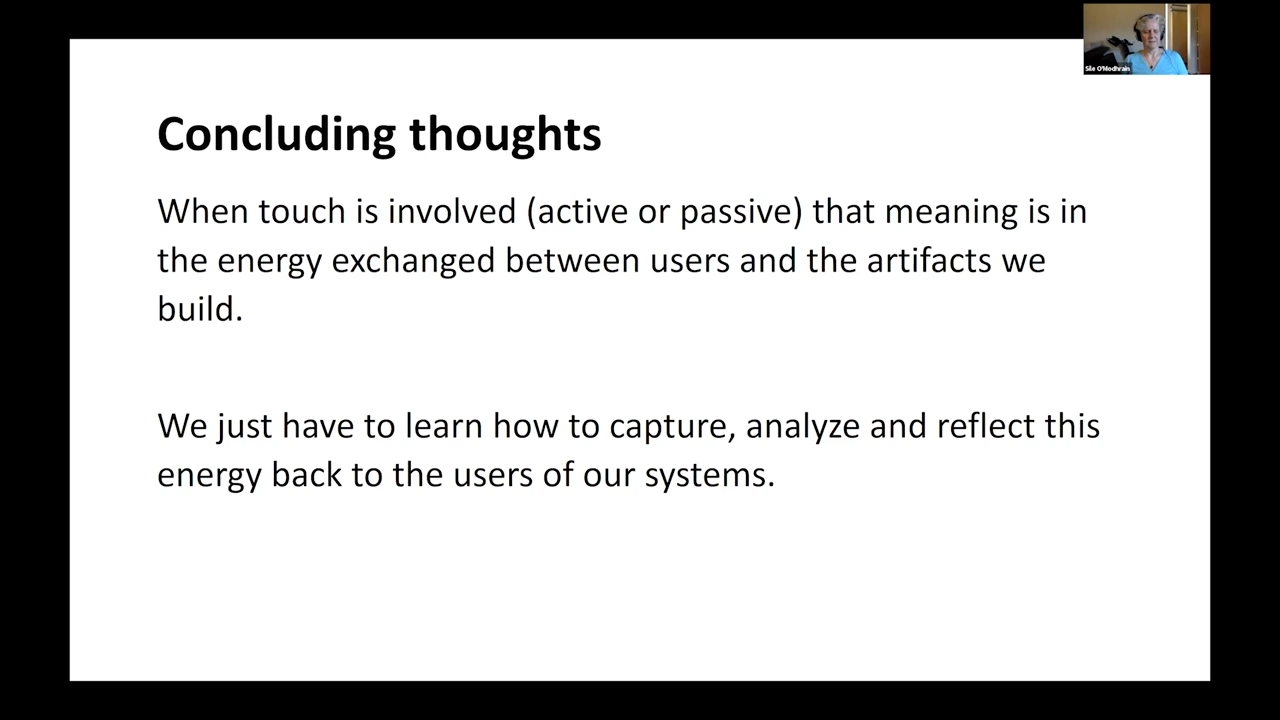 Sile O'Modhrain
Concluding thoughts
When touch is involved (active or passive) that meaning is in
the energy exchanged between users and the artifacts we
build.
We just have to learn how to capture, analyze and reflect this
energy back to the users of our systems.